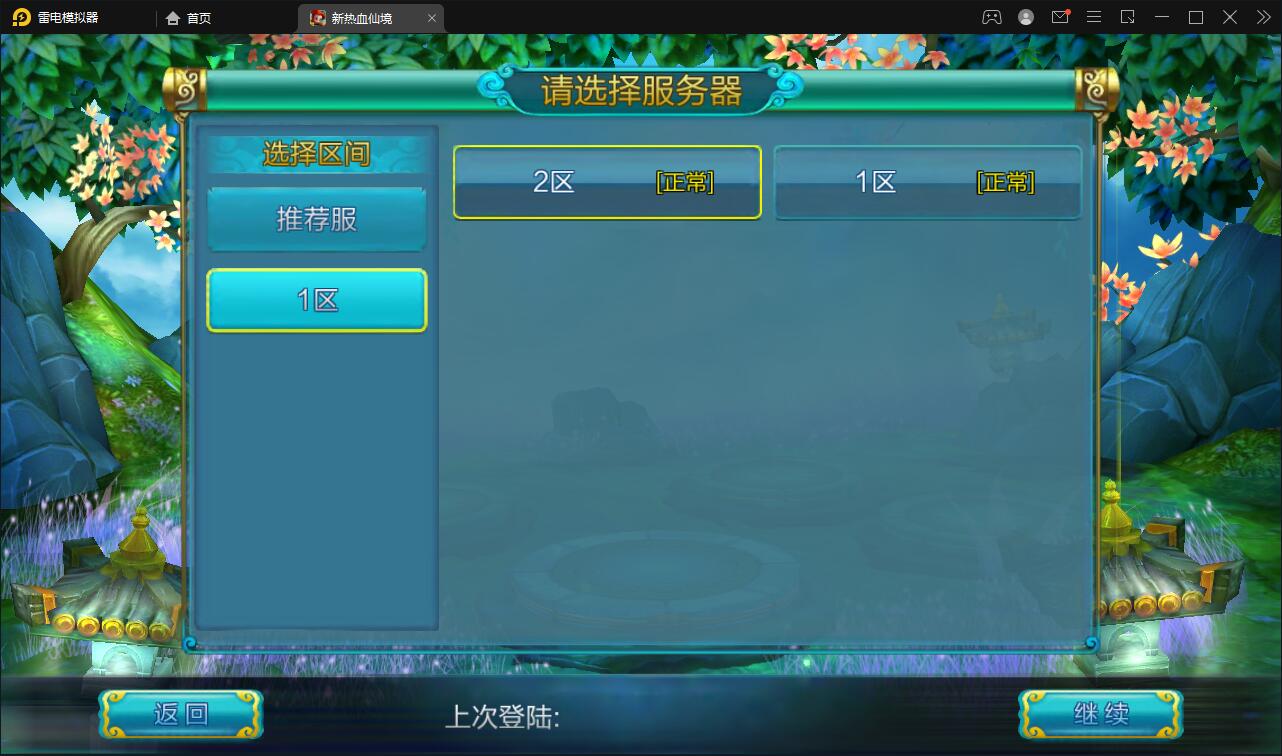 雷电模拟器
首页
新热血仙境
请选择服务器
选择区间
推荐服
1区
2区 [正常]
1区 [正常]
返回
上次登陆:
继续